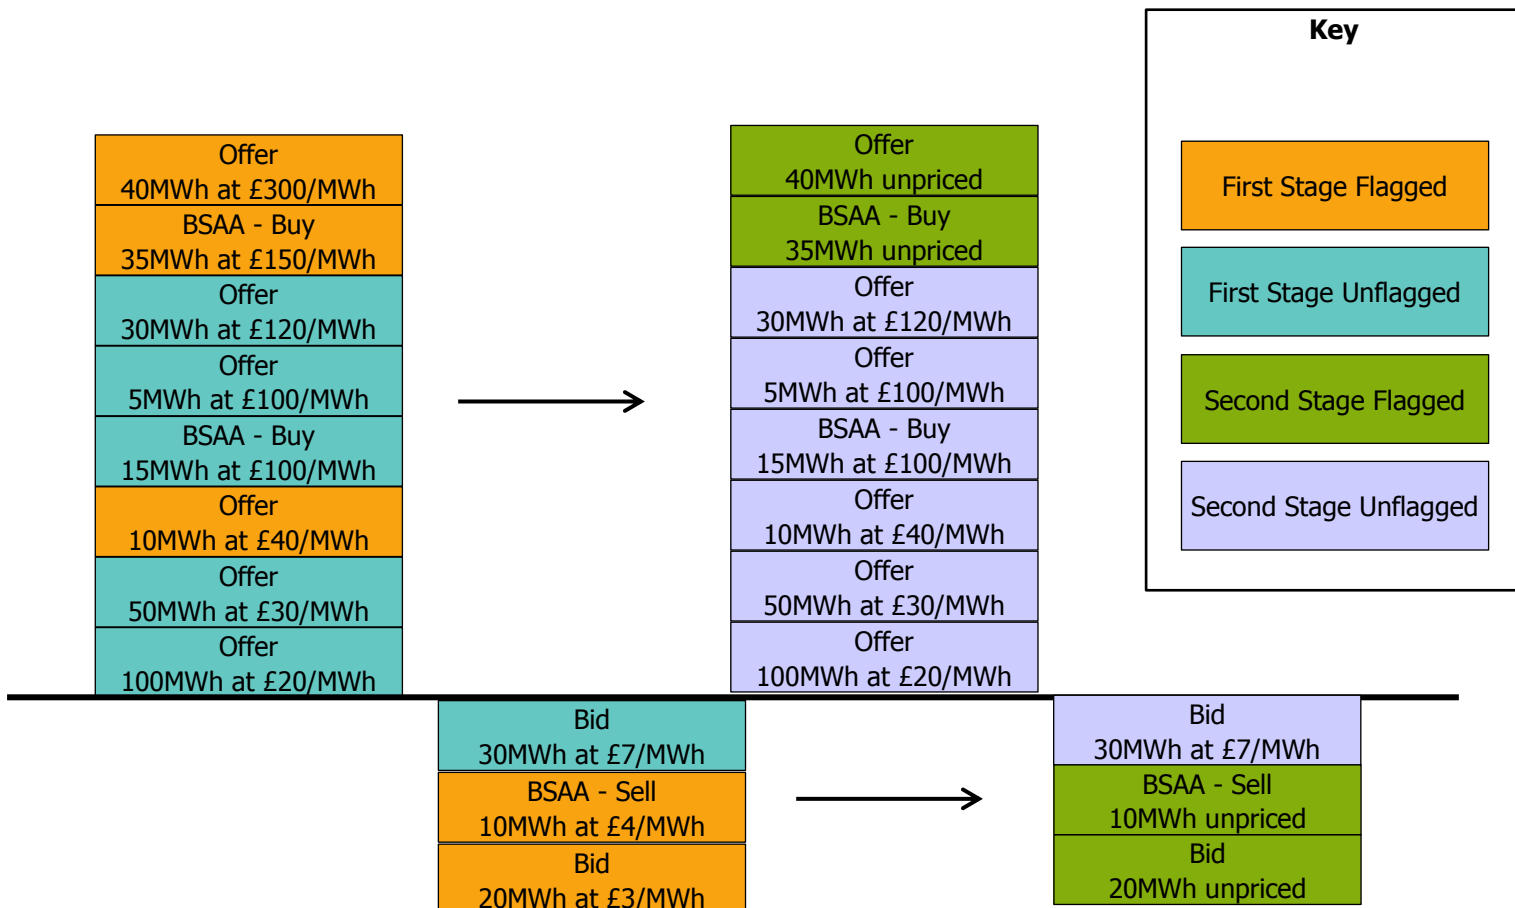 Key
Offer
40MWh at £300/MWh
BSAA - Buy
35MWh at £150/MWh
Offer
30MWh at £120/MWh
Offer
5MWh at £100/MWh
BSAA - Buy
15MWh at £100/MWh
Offer
10MWh at £40/MWh
Offer
50MWh at £30/MWh
Offer
100MWh at £20/MWh
Bid
30MWh at £7/MWh
BSAA - Sell
10MWh at £4/MWh
Bid
20MWh at £3/MWh
Offer
40MWh unpriced
BSAA - Buy
35MWh unpriced
Offer
30MWh at £120/MWh
Offer
5MWh at £100/MWh
BSAA - Buy
15MWh at £100/MWh
Offer
10MWh at £40/MWh
Offer
50MWh at £30/MWh
Offer
100MWh at £20/MWh
Bid
30MWh at £7/MWh
BSAA - Sell
10MWh unpriced
Bid
20MWh unpriced
First Stage Flagged
First Stage Unflagged
Second Stage Flagged
Second Stage Unflagged